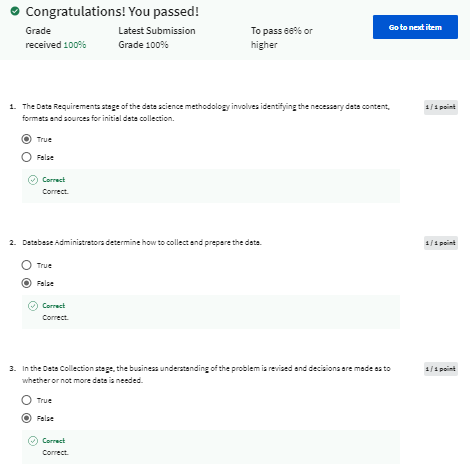 Congratulations! You passed!
Grade received 100%
Latest Submission Grade 100%
To pass 66% or higher
Go to next item
1. The Data Requirements stage of the data science methodology involves identifying the necessary data content,
formats and sources for initial data collection.
1 / 1 point
True
False
Correct
Correct.
2. Database Administrators determine how to collect and prepare the data.
1 / 1 point
True
False
Correct
Correct.
3. In the Data Collection stage, the business understanding of the problem is revised and decisions are made as to
whether or not more data is needed.
1 / 1 point
True
False
Correct
Correct.